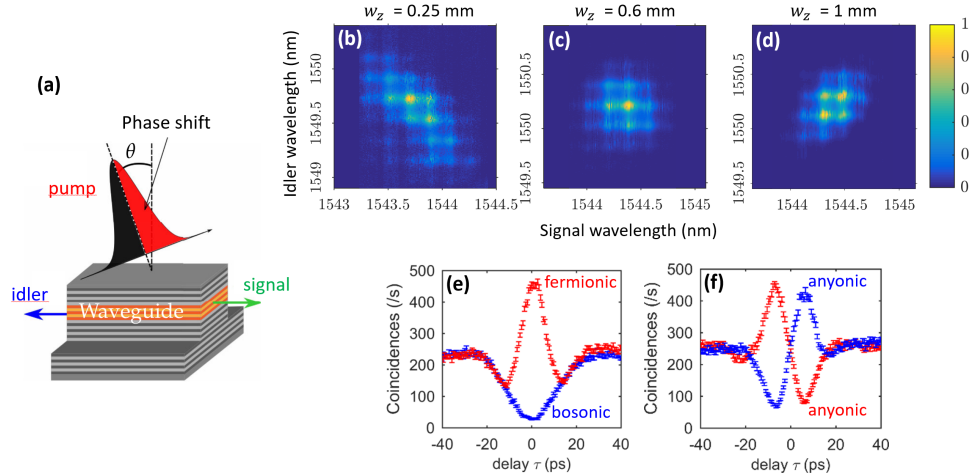 w_z = 0.25 mm
w_z = 0.6 mm
w_z = 1 mm
(a)
Phase shift
θ
pump
idler
Waveguide
signal
(b)
(c)
(d)
Idler wavelength (nm)
1550
1549.5
1549
1543
1543.5
1544
1544.5
1550.5
1550
1549.5
1544
1544.5
1545
1550.5
1550
1549.5
1544
1544.5
1545
1
0
0
0
0
0
Signal wavelength (nm)
(e)
fermionic
bosonic
Coincidences (/s)
500
400
300
200
100
0
-40
-20
0
20
40
delay τ (ps)
(f)
anyonic
anyonic
Coincidences (/s)
500
400
300
200
100
0
-40
-20
0
20
40
delay τ (ps)